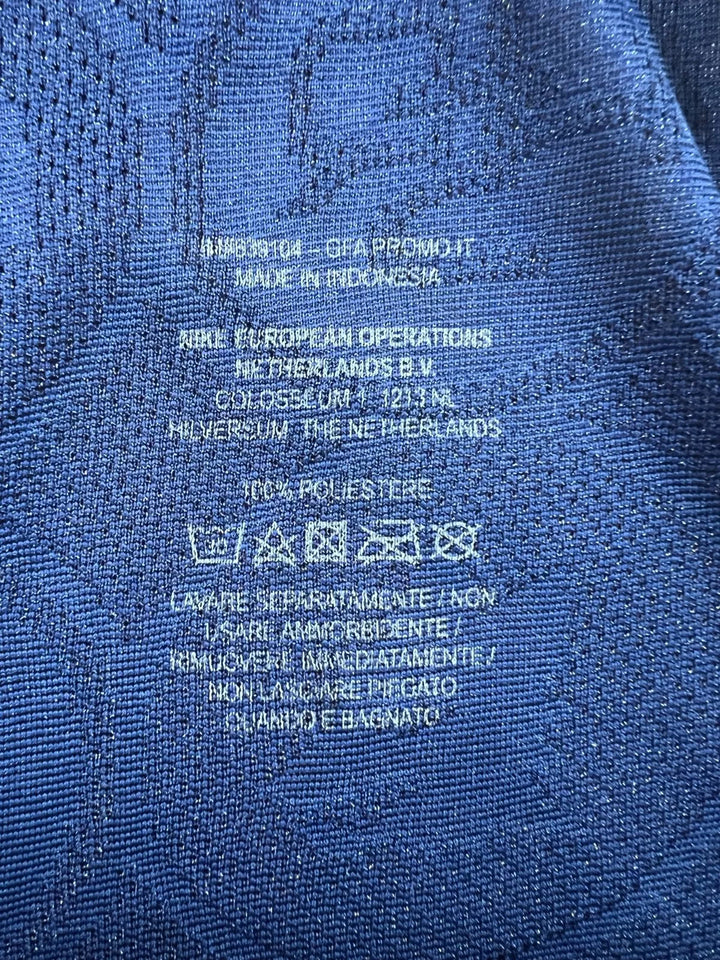 MADE IN INDONESIA
NIKE EUROPEAN OPERATIONS
NETHERLANDS B.V.
COLOSSEUM 1 1213 NL
HILVERSUM THE NETHERLANDS
100% POLIESTERE
30
LAVARE SEPARATAMENTE / NON
USARE AMMORBIDENTE /
RIMUOVERE IMMEDIATAMENTE /
NON LASCIARE PIEGATO
QUANDO E BAGNATO